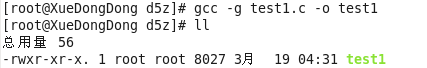 [root@XueDongDong d5z]# gcc -g test1.c -o test1
[root@XueDongDong d5z]# ll
总用量 56
-rwxr-xr-x. 1 root root 8027 3月  19 04:31 test1